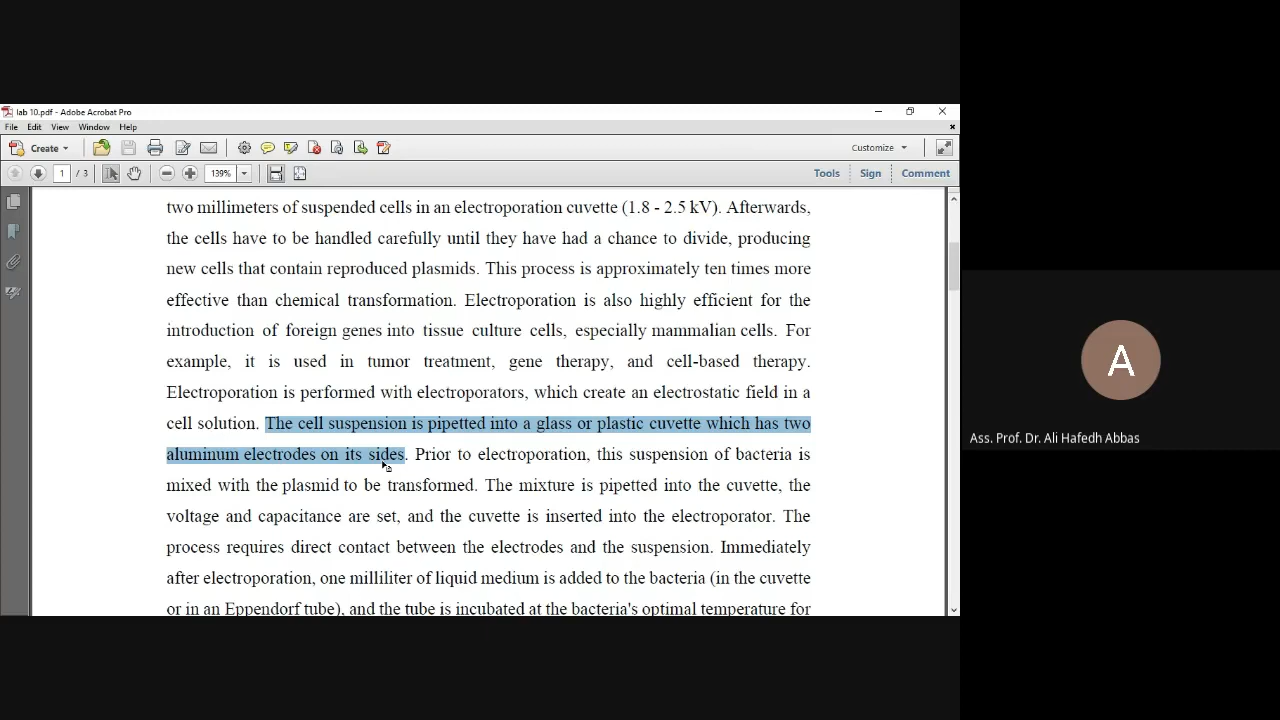 lab 10.pdf - Adobe Acrobat Pro
File Edit View Window Help
Create
Customize
1 / 3
139%
Tools Sign Comment
two millimeters of suspended cells in an electroporation cuvette (1.8 - 2.5 kV). Afterwards,
the cells have to be handled carefully until they have had a chance to divide, producing
new cells that contain reproduced plasmids. This process is approximately ten times more
effective than chemical transformation. Electroporation is also highly efficient for the
introduction of foreign genes into tissue culture cells, especially mammalian cells. For
example, it is used in tumor treatment, gene therapy, and cell-based therapy.
Electroporation is performed with electroporators, which create an electrostatic field in a
cell solution. The cell suspension is pipetted into a glass or plastic cuvette which has two
aluminum electrodes on its sides. Prior to electroporation, this suspension of bacteria is
mixed with the plasmid to be transformed. The mixture is pipetted into the cuvette, the
voltage and capacitance are set, and the cuvette is inserted into the electroporator. The
process requires direct contact between the electrodes and the suspension. Immediately
after electroporation, one milliliter of liquid medium is added to the bacteria (in the cuvette
or in an Eppendorf tube), and the tube is incubated at the bacteria's optimal temperature for
A
Ass. Prof. Dr. Ali Hafedh Abbas